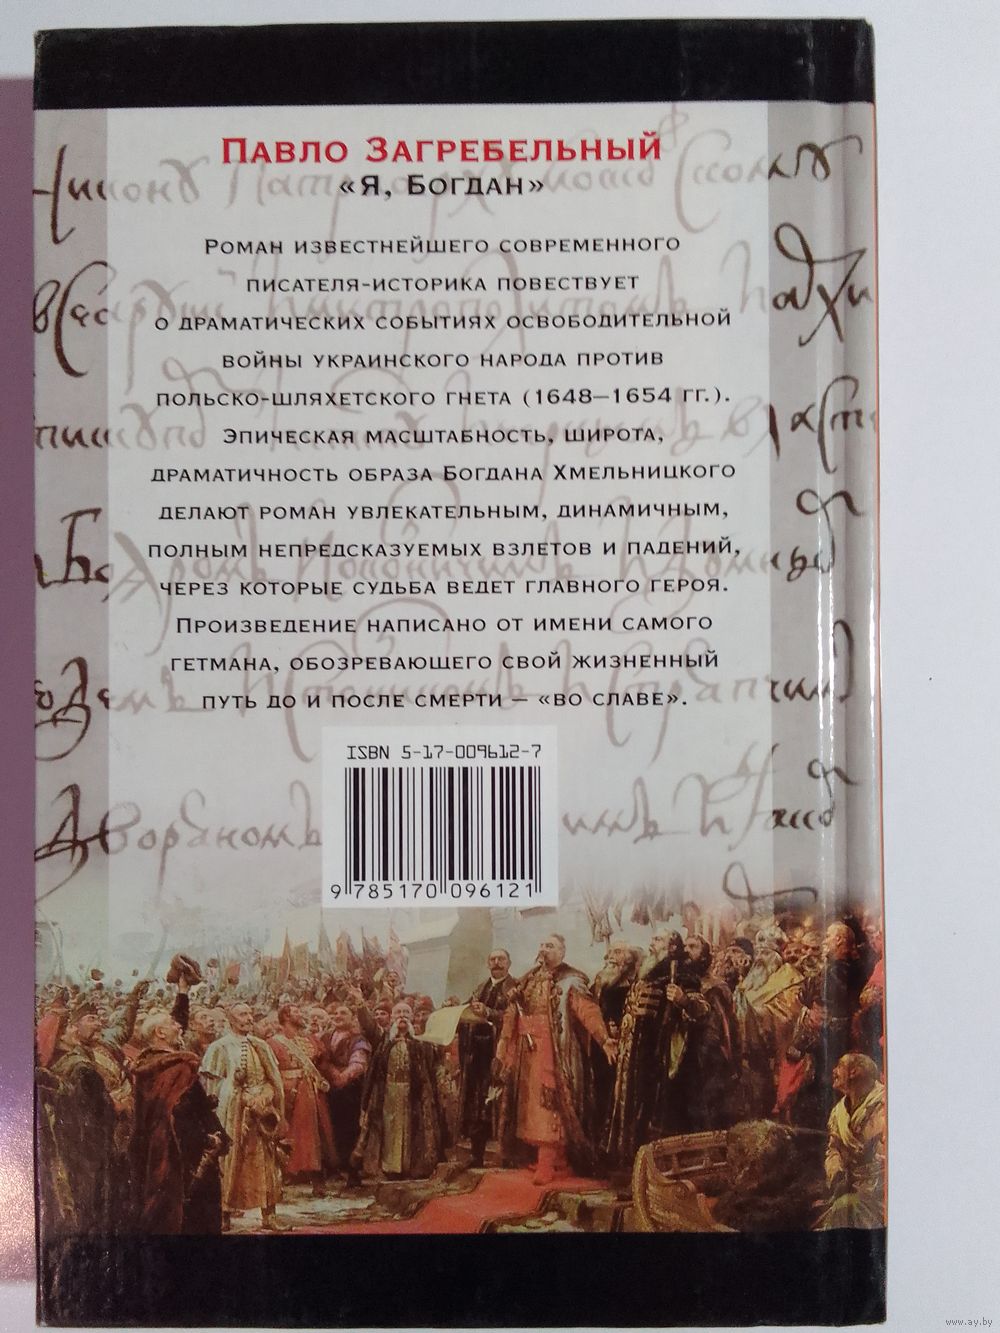 Павло Загребельный
«Я, Богдан»
Роман известнейшего современного
писателя-историка повествует
о драматических событиях освободительной
войны украинского народа против
польско-шляхетского гнета (1648–1654 гг.).
Эпическая масштабность, широта,
драматичность образа Богдана Хмельницкого
делают роман увлекательным, динамичным,
полным непредсказуемых взлетов и падений,
через которые судьба ведет главного героя.
Произведение написано от имени самого
гетмана, обозревающего свой жизненный
путь до и после смерти – «во славе».
ISBN 5-17-009612-7
9 785170 096121
www.ay.by